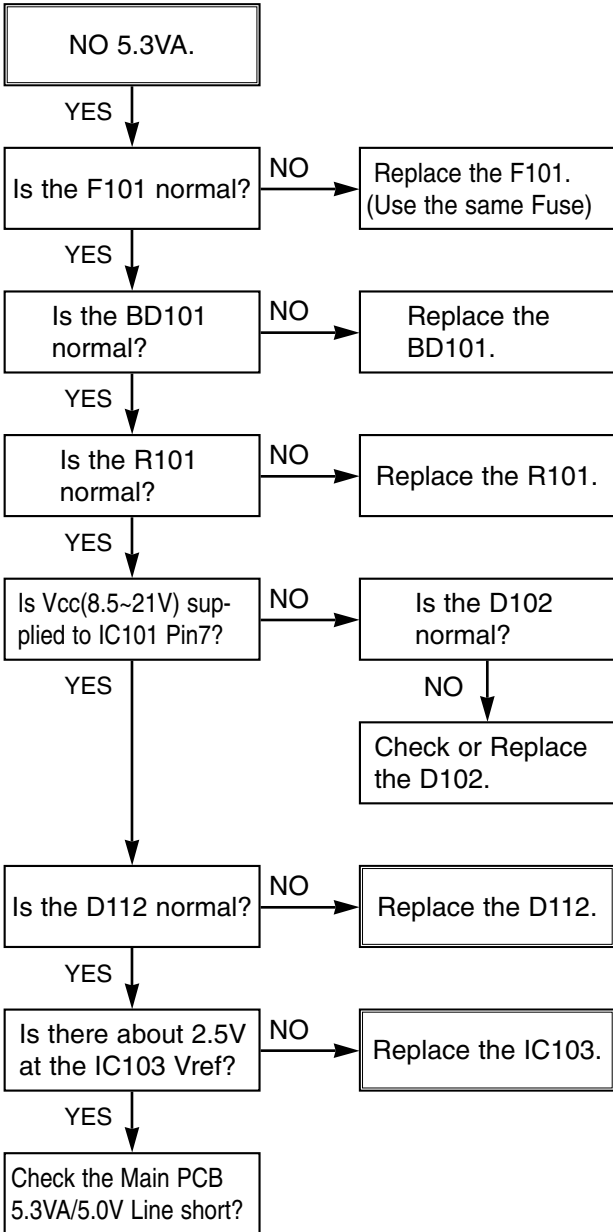 NO 5.3VA.
YES
Is the F101 normal?
NO
Replace the F101.
(Use the same Fuse)
YES
Is the BD101
normal?
NO
Replace the
BD101.
YES
Is the R101
normal?
NO
Replace the R101.
YES
Is Vcc(8.5~21V) sup-
plied to IC101 Pin7?
NO
Is the D102
normal?
NO
Check or Replace
the D102.
YES
Is the D112 normal?
NO
Replace the D112.
YES
Is there about 2.5V
at the IC103 Vref?
NO
Replace the IC103.
YES
Check the Main PCB
5.3VA/5.0V Line short?